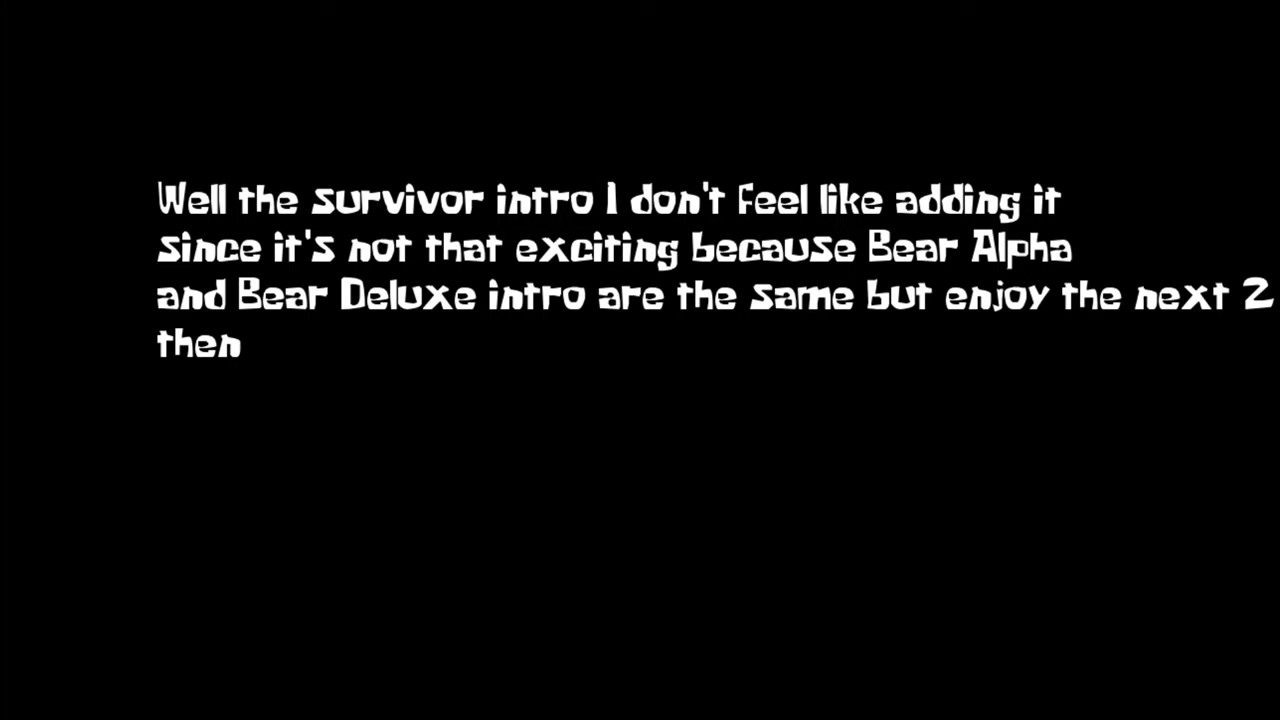 Well the survivor intro I don't feel like adding it
since it's not that exciting because Bear Alpha
and Bear Deluxe intro are the same but enjoy the next 2
then